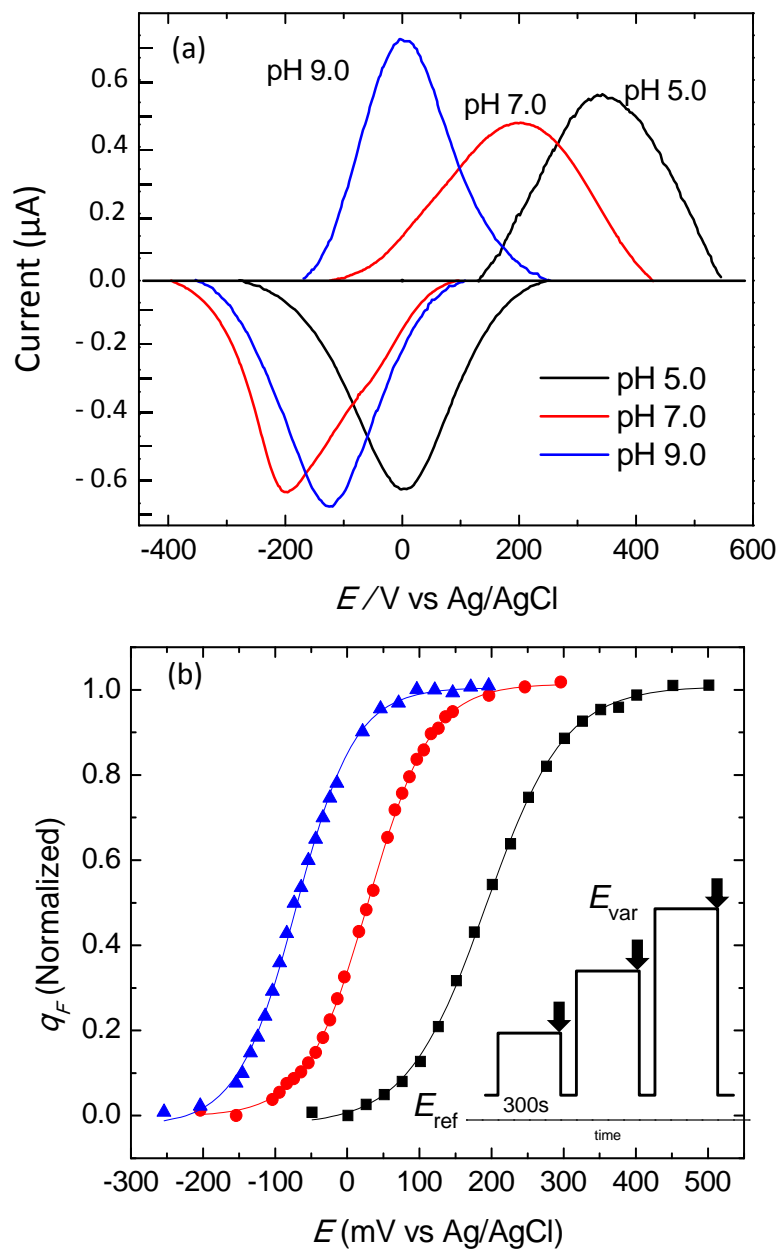 (a)
pH 9.0
pH 7.0
pH 5.0
0.6
0.4
0.2
0.0
- 0.2
- 0.4
- 0.6
Current (µA)
pH 5.0
pH 7.0
pH 9.0
-400 -200 0 200 400 600
E /V vs Ag/AgCl
(b)
1.0
0.8
0.6
0.4
0.2
0.0
qF (Normalized)
Evar
Eref
300s
time
-300 -200 -100 0 100 200 300 400 500
E (mV vs Ag/AgCl)